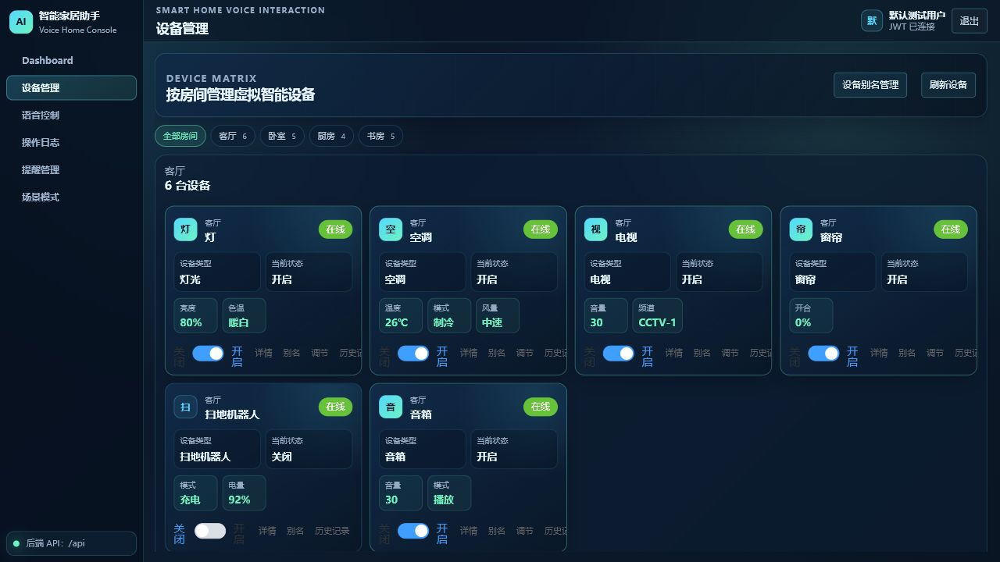 AI
智能家居助手
Voice Home Console
Dashboard
设备管理
语音控制
操作日志
提醒管理
场景模式
后端 API：/api
SMART HOME VOICE INTERACTION
设备管理
默
默认测试用户
JWT 已连接
退出
DEVICE MATRIX
按房间管理虚拟智能设备
设备别名管理
刷新设备
全部房间
客厅 6
卧室 5
厨房 4
书房 5
客厅
6 台设备
灯
客厅
灯
在线
设备类型
灯光
当前状态
开启
亮度
80%
色温
暖白
关闭
开启
详情
别名
调节
历史
空
客厅
空调
在线
设备类型
空调
当前状态
开启
温度
26℃
模式
制冷
风量
中速
关闭
开启
详情
别名
调节
历史
视
客厅
电视
在线
设备类型
电视
当前状态
开启
音量
30
频道
CCTV-1
关闭
开启
详情
别名
调节
历史
帘
客厅
窗帘
在线
设备类型
窗帘
当前状态
开启
开合
0%
关闭
开启
详情
别名
调节
历史
扫
客厅
扫地机器人
在线
设备类型
扫地机器人
当前状态
关闭
模式
充电
电量
92%
关闭
开启
详情
别名
历史记录
音
客厅
音箱
在线
设备类型
音箱
当前状态
开启
音量
30
模式
播放
关闭
开启
详情
别名
调节
历史